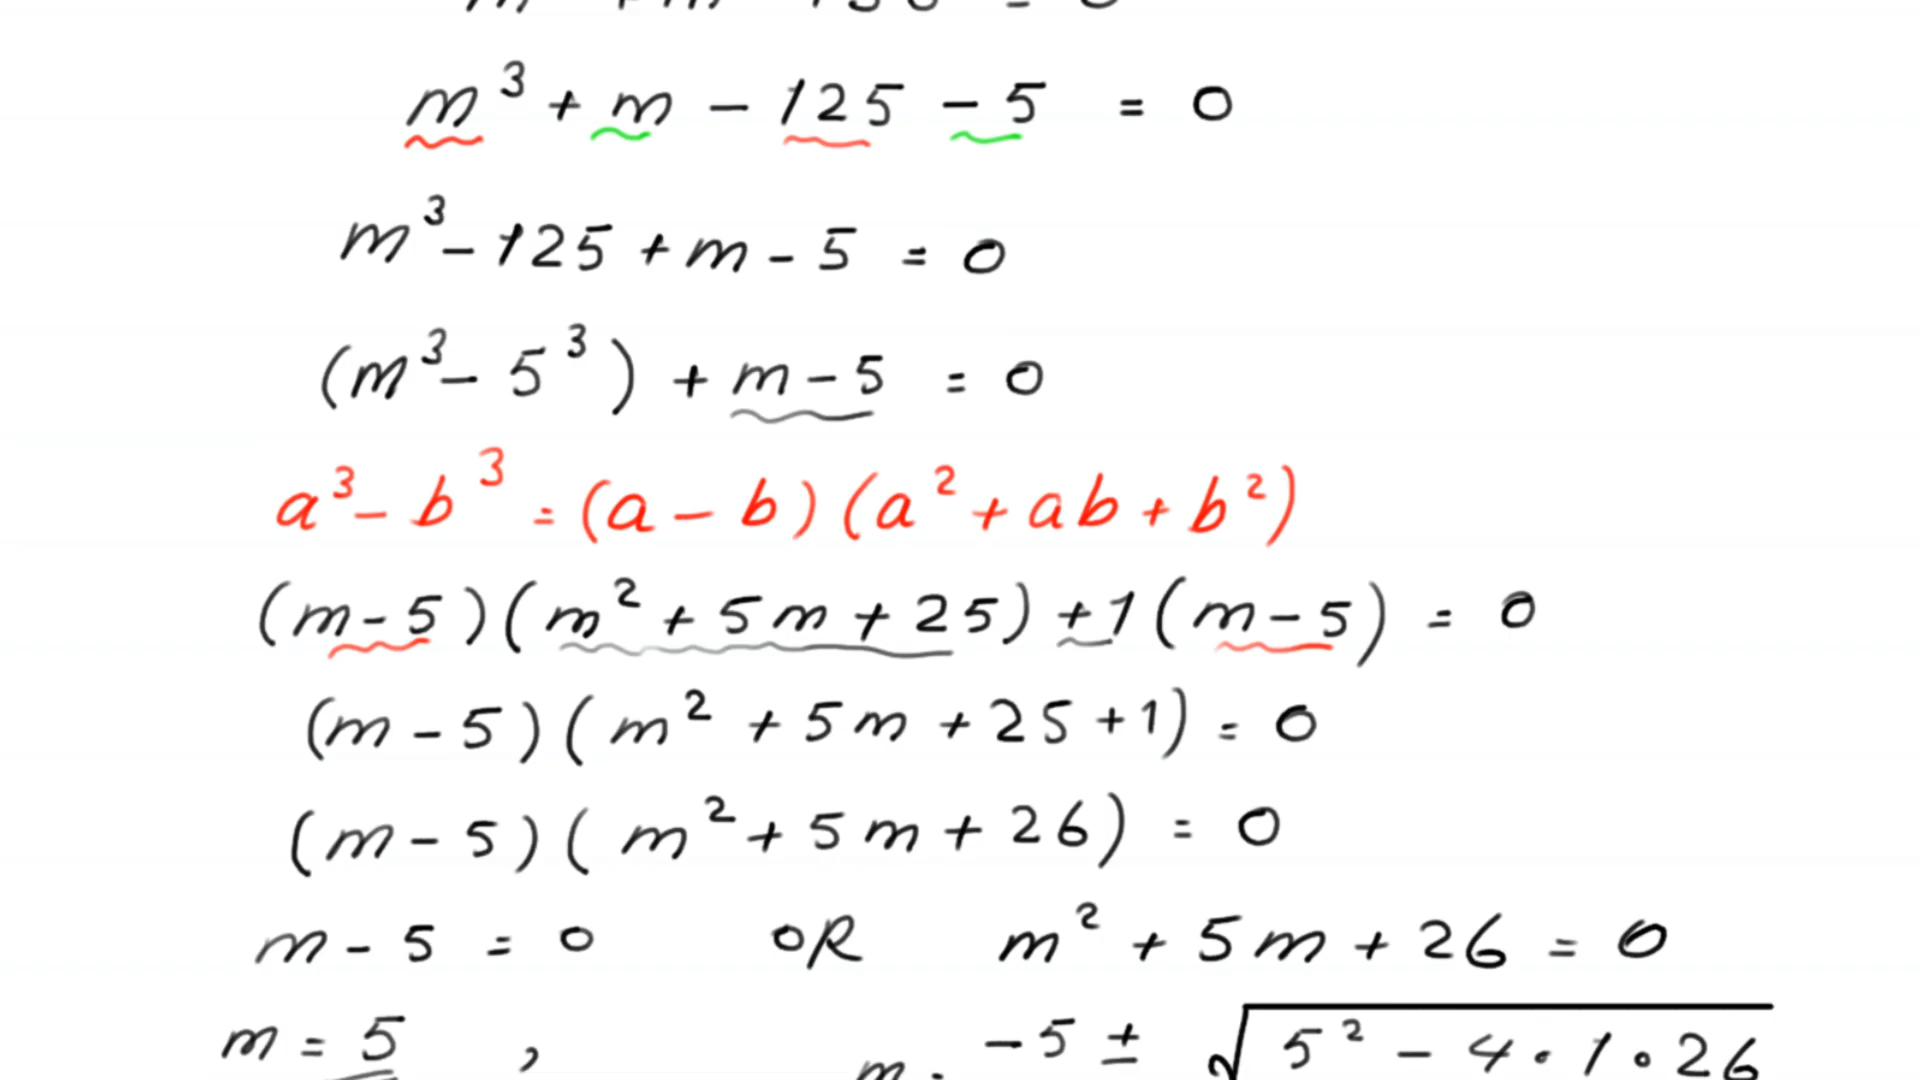 m³ + m - 125 - 5 = 0
m³ - 125 + m - 5 = 0
(m³ - 5³) + m - 5 = 0
a³ - b³ = (a - b)(a² + ab + b²)
(m - 5)(m² + 5m + 25) + 1(m - 5) = 0
(m - 5)(m² + 5m + 25 + 1) = 0
(m - 5)(m² + 5m + 26) = 0
m - 5 = 0 OR m² + 5m + 26 = 0
m = 5 , m = -5 ± √5² - 4·1·26